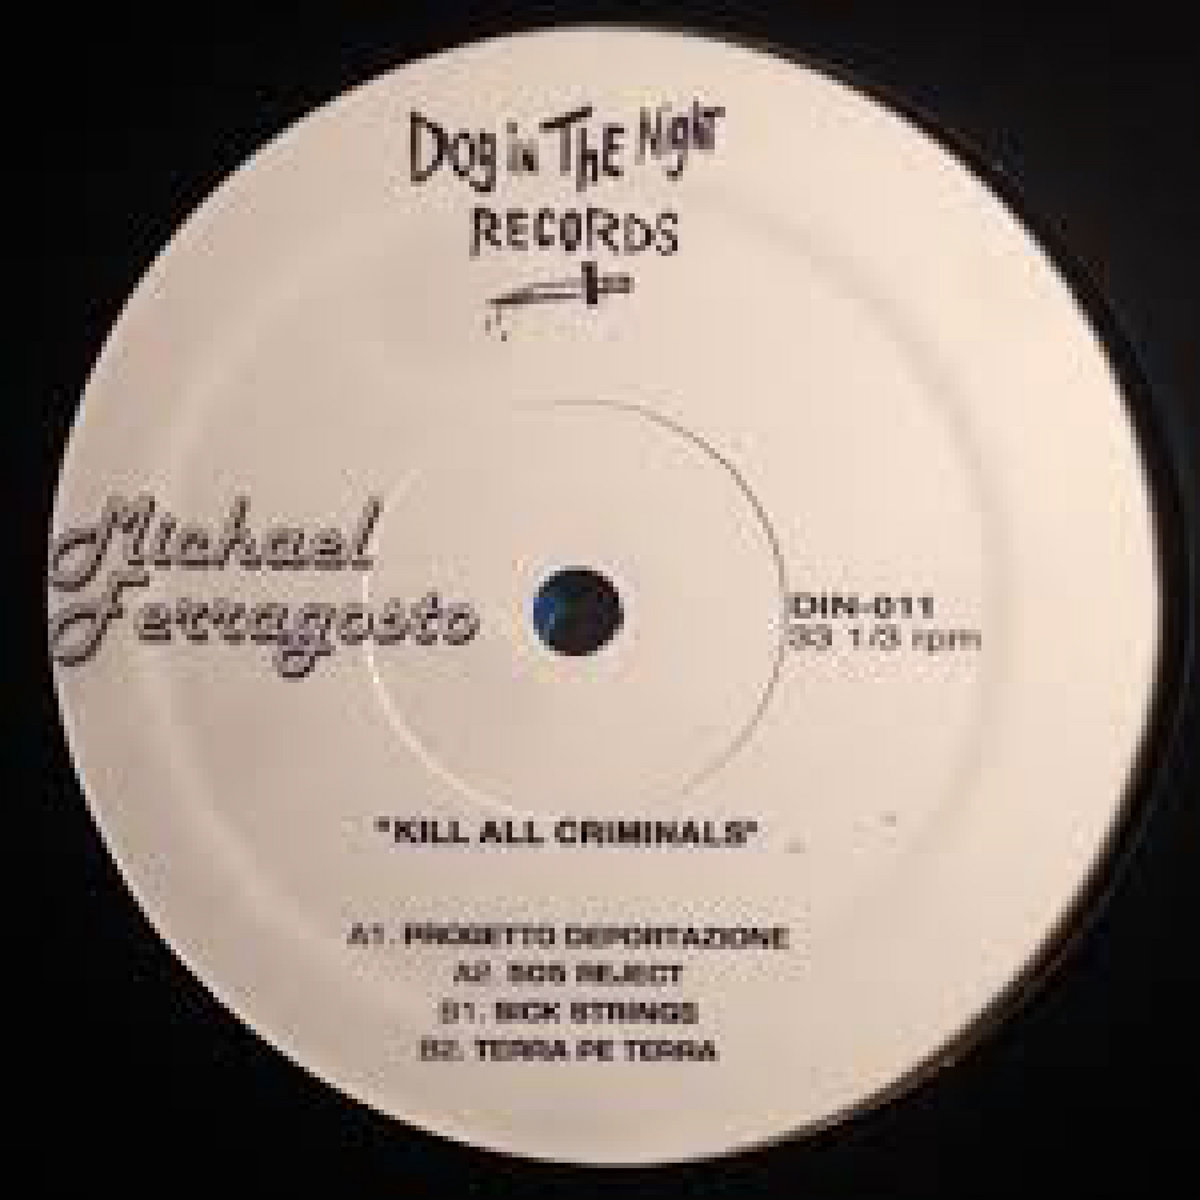 Dog in ThE Night
RECORDS
Michael
Ferragosto
DIN-011
33 1/3 rpm
"KILL ALL CRIMINALS"
A1. PROGETTO DEPORTAZIONE
A2. SOS REJECT
B1. SICK STRINGS
B2. TERRA PE TERRA